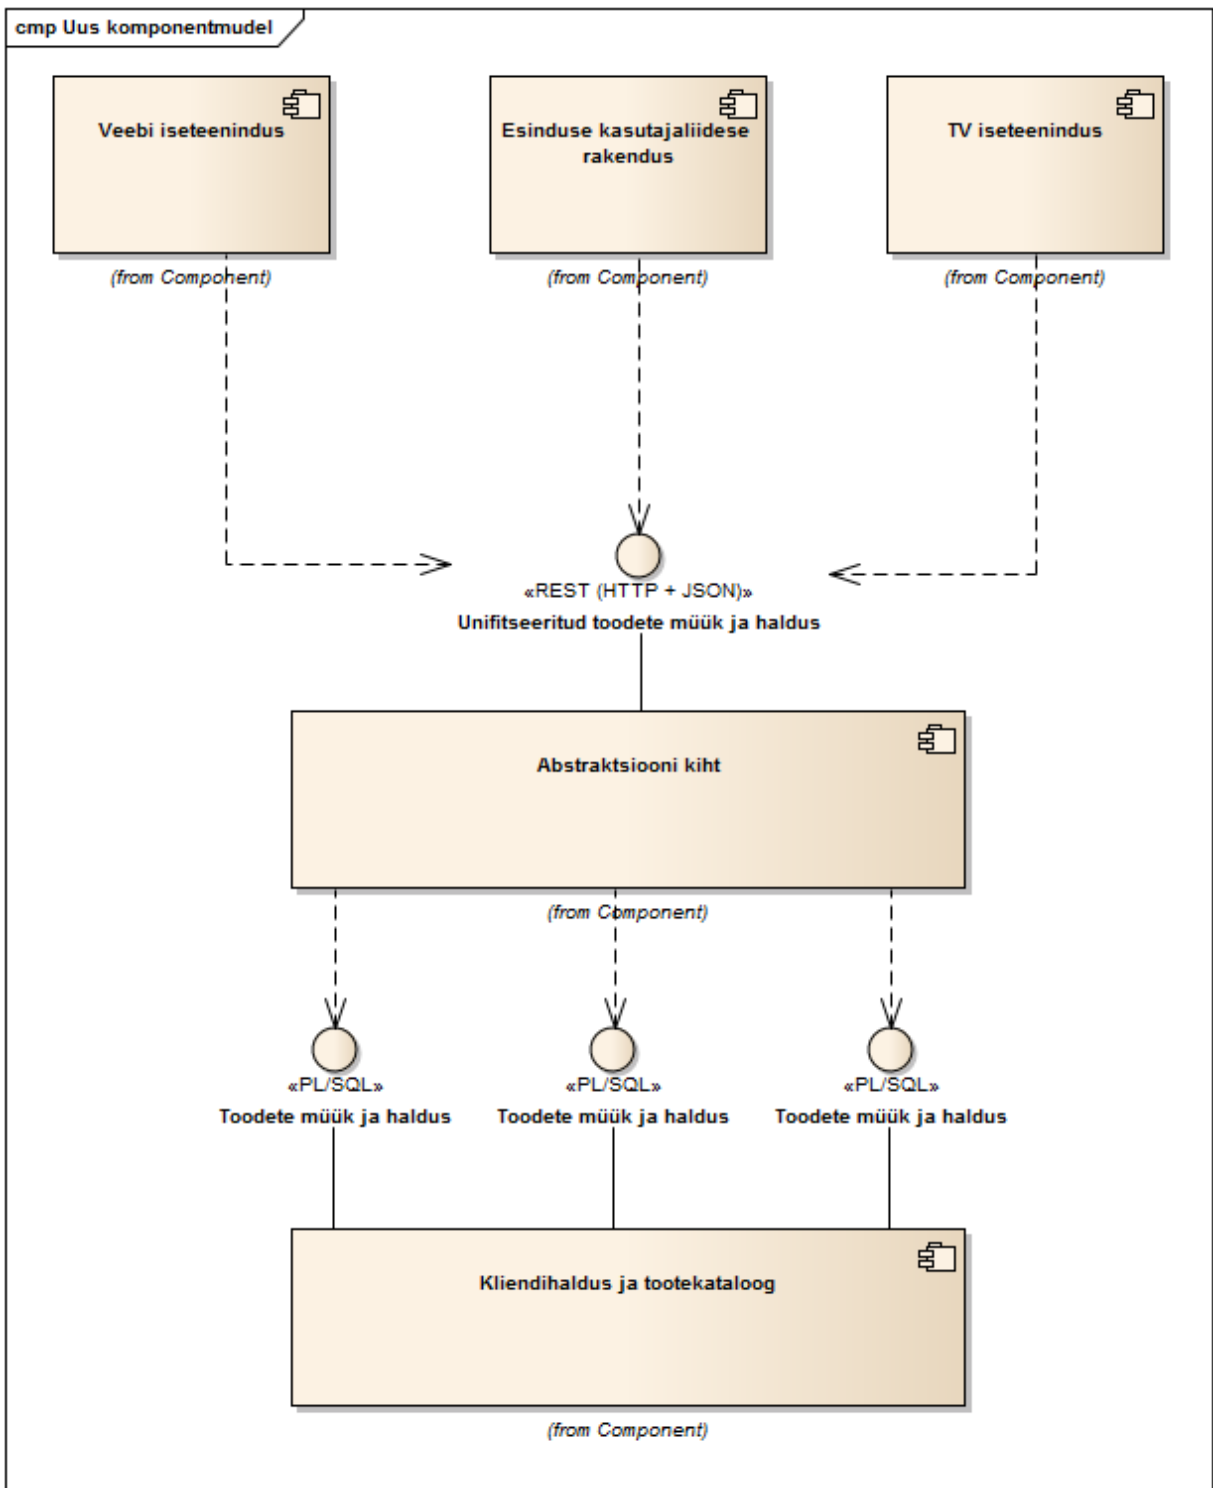 cmp Uus komponentmudel
Veebi iseteenindus
Esinduse kasutajaliidese
rakendus
TV iseteenindus
(from Component)
(from Component)
(from Component)
«REST (HTTP + JSON)»
Unifitseeritud toodete müük ja haldus
Abstraktsiooni kiht
(from Component)
«PL/SQL»
«PL/SQL»
«PL/SQL»
Toodete müük ja haldus
Toodete müük ja haldus
Toodete müük ja haldus
Kliendihaldus ja tootekataloog
(from Component)